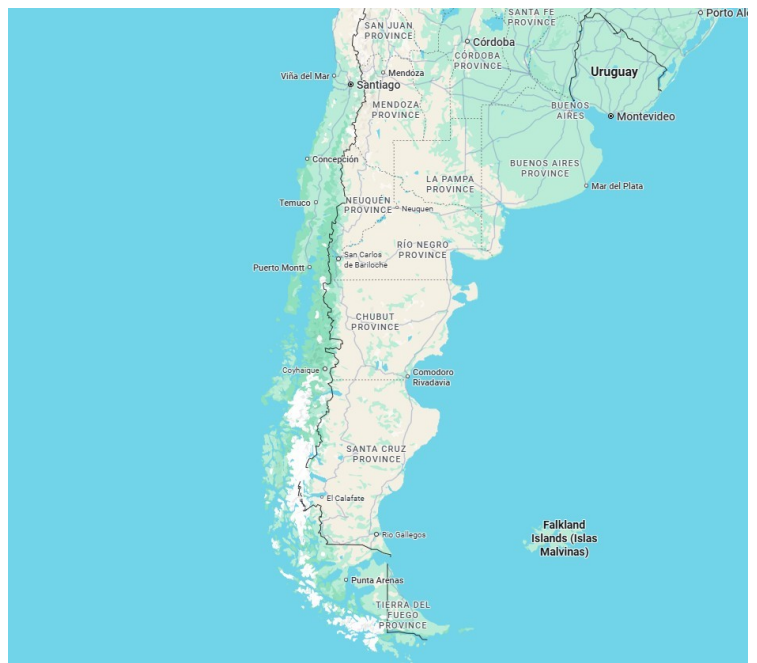 SANTA FE
PROVINCE
Porto Al
SAN JUAN
PROVINCE
Córdoba
CÓRDOBA
PROVINCE
Viña del Mar
Mendoza
Uruguay
Santiago
MENDOZA
PROVINCE
BUENOS
AIRES
Montevideo
Concepción
BUENOS AIRES
PROVINCE
LA PAMPA
PROVINCE
Mar del Plata
Temuco
NEUQUÉN
PROVINCE
Neuquen
RÍO NEGRO
PROVINCE
San Carlos
de Bariloche
Puerto Montt
CHUBUT
PROVINCE
Coyhaique
Comodoro
Rivadavia
SANTA CRUZ
PROVINCE
El Calafate
Rio Gallegos
Falkland
Islands (Islas
Malvinas)
Punta Arenas
TIERRA DEL
FUEGO
PROVINCE